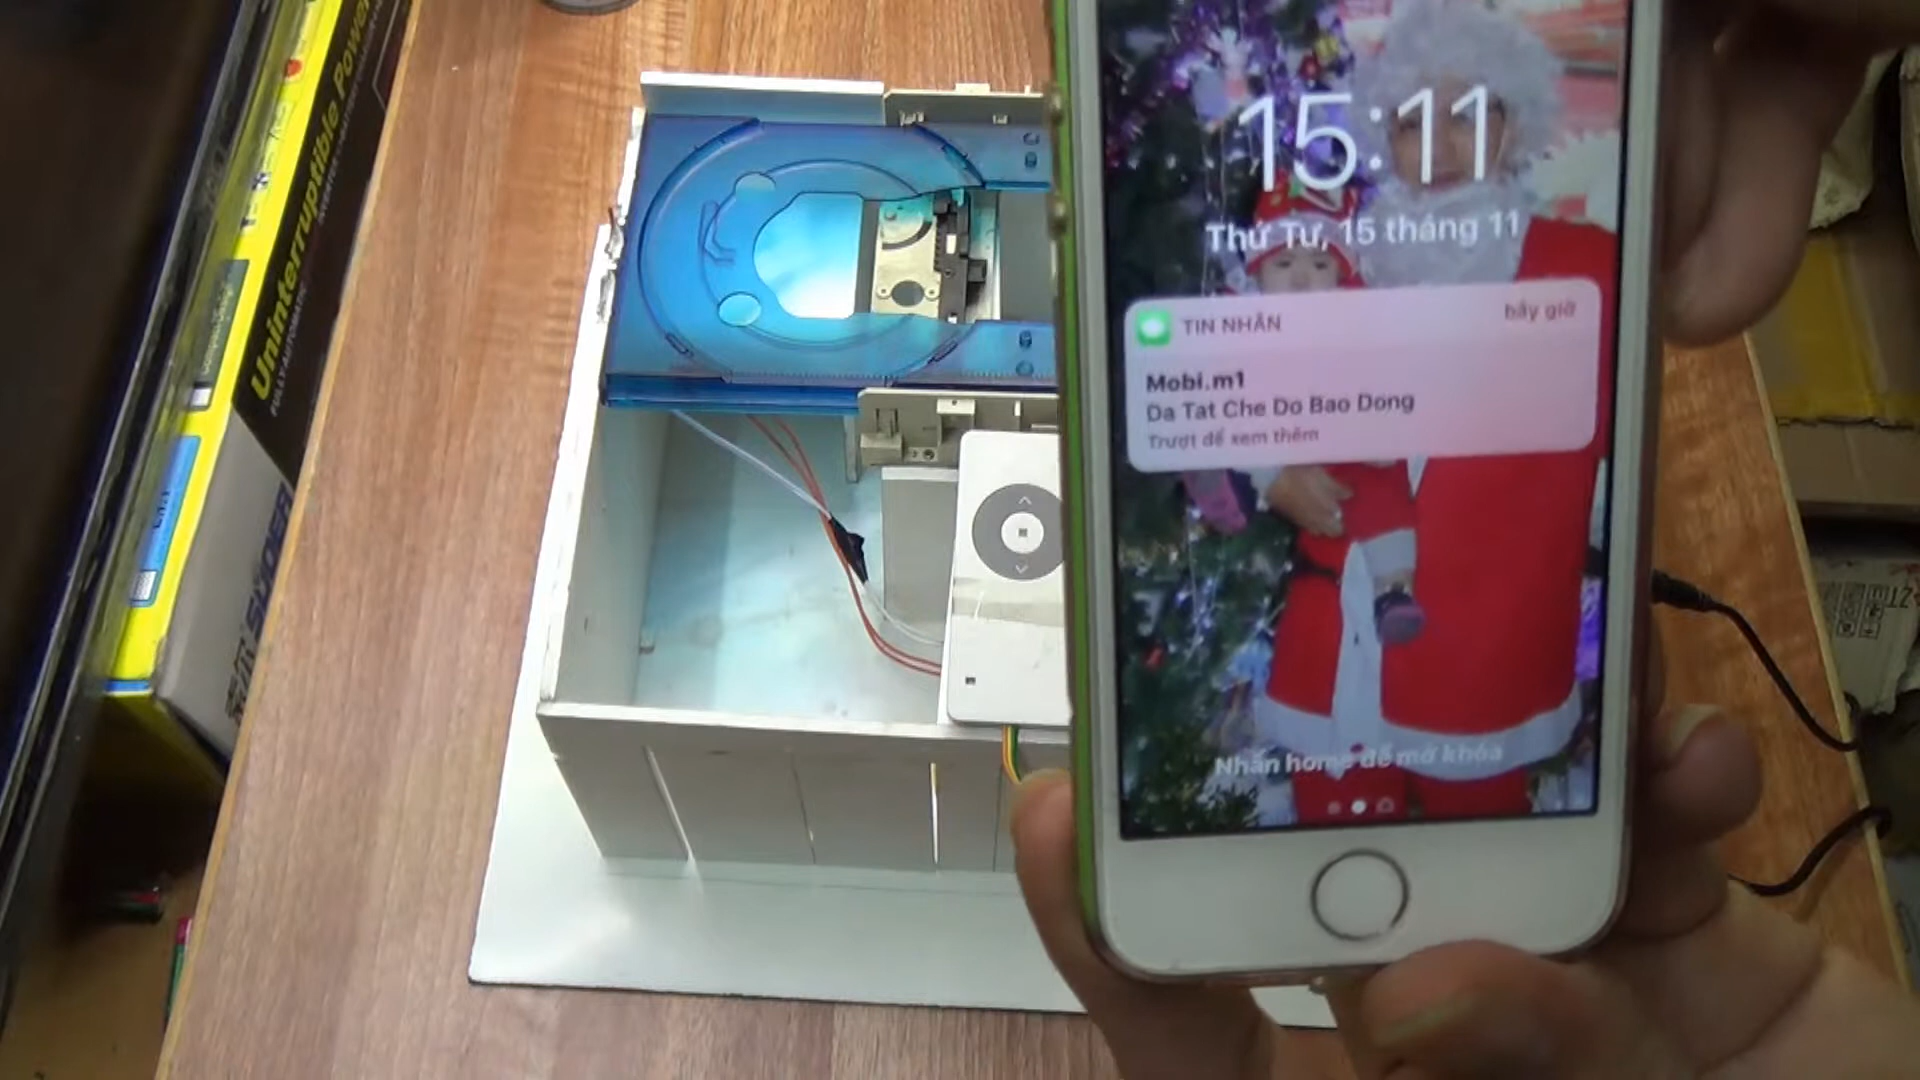 Uninterruptible Power
15:11
Thứ Tư, 15 tháng 11
TIN NHẮN
bây giờ
Mobi.m1
Da Tat Che Do Bao Dong
Trượt để xem thêm
Nhấn home để mở khóa